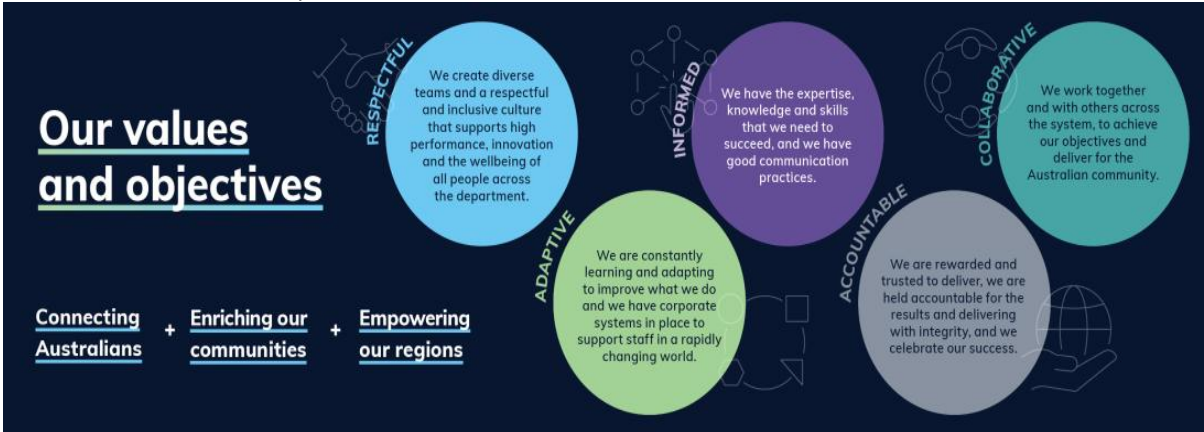 Our values
and objectives
Connecting
Australians
+
Enriching our
communities
+
Empowering
our regions
RESPECTFUL
We create diverse
teams and a respectful
and inclusive culture
that supports high
performance, innovation
and the wellbeing of
all people across
the department.
ADAPTIVE
We are constantly
learning and adapting
to improve what we do
and we have corporate
systems in place to
support staff in a rapidly
changing world.
INFORMED
We have the expertise,
knowledge and skills
that we need to
succeed, and we have
good communication
practices.
ACCOUNTABLE
We are rewarded and
trusted to deliver, we are
held accountable for the
results and delivering
with integrity, and we
celebrate our success.
COLLABORATIVE
We work together
and with others across
the system, to achieve
our objectives and
deliver for the
Australian community.